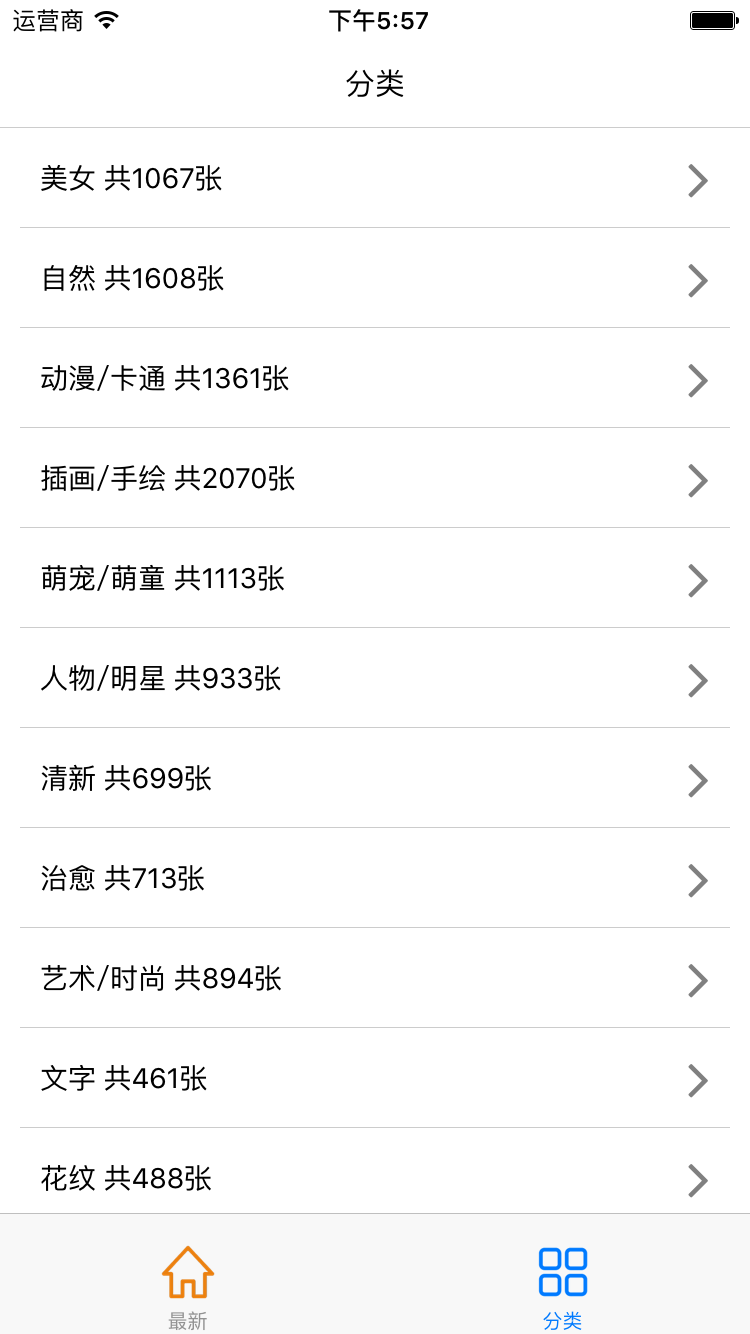 运营商 下午5:57
分类
美女 共1067张
自然 共1608张
动漫/卡通 共1361张
插画/手绘 共2070张
萌宠/萌童 共1113张
人物/明星 共933张
清新 共699张
治愈 共713张
艺术/时尚 共894张
文字 共461张
花纹 共488张
最新 分类